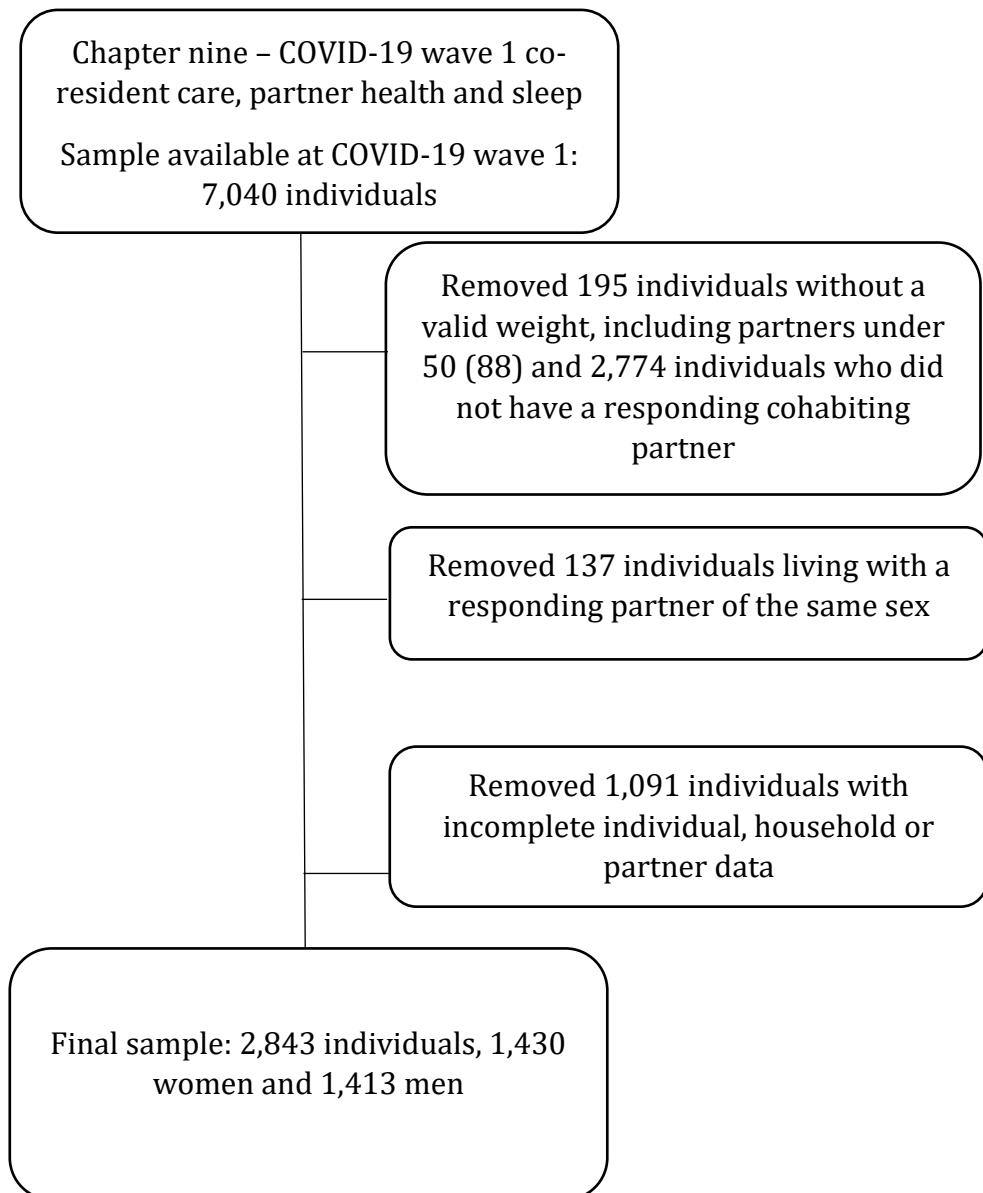 Chapter nine – COVID-19 wave 1 co-
resident care, partner health and sleep
Sample available at COVID-19 wave 1:
7,040 individuals
Removed 195 individuals without a
valid weight, including partners under
50 (88) and 2,774 individuals who did
not have a responding cohabiting
partner
Removed 137 individuals living with a
responding partner of the same sex
Removed 1,091 individuals with
incomplete individual, household or
partner data
Final sample: 2,843 individuals, 1,430
women and 1,413 men